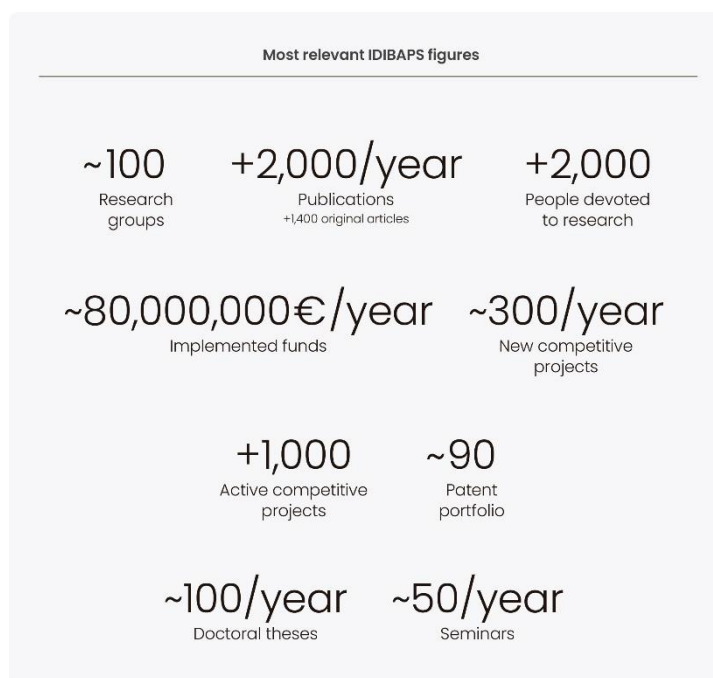 Most relevant IDIBAPS figures
~100
Research
groups
+2,000/year
Publications
+1,400 original articles
+2,000
People devoted
to research
~80,000,000€/year
Implemented funds
~300/year
New competitive
projects
+1,000
Active competitive
projects
~90
Patent
portfolio
~100/year
Doctoral theses
~50/year
Seminars